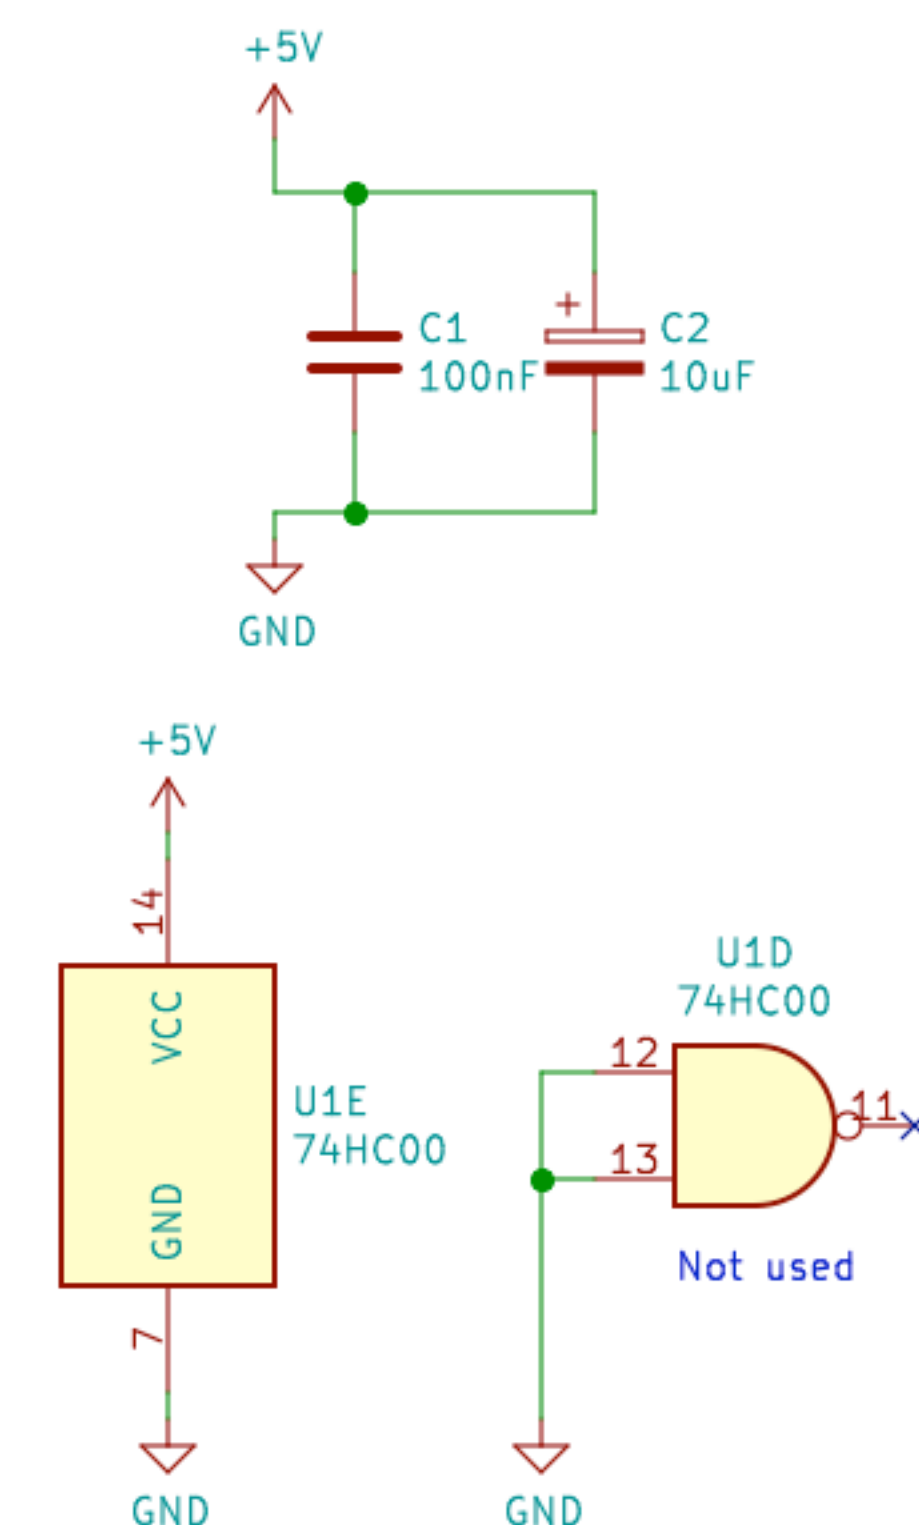 +5V
+
C1
100nF
C2
10uF
GND
+5V
14
VCC
GND
U1E
74HC00
7
GND
U1D
74HC00
12
13
11
Not used
GND